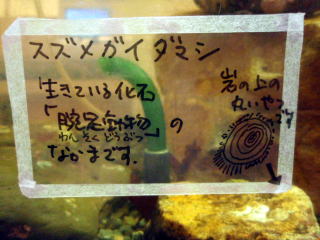 スズメガイダマシ
生きている化石
「腕足動物」の
わんそくどうぶつ
なかまです。
岩の上の
丸いやつ
です